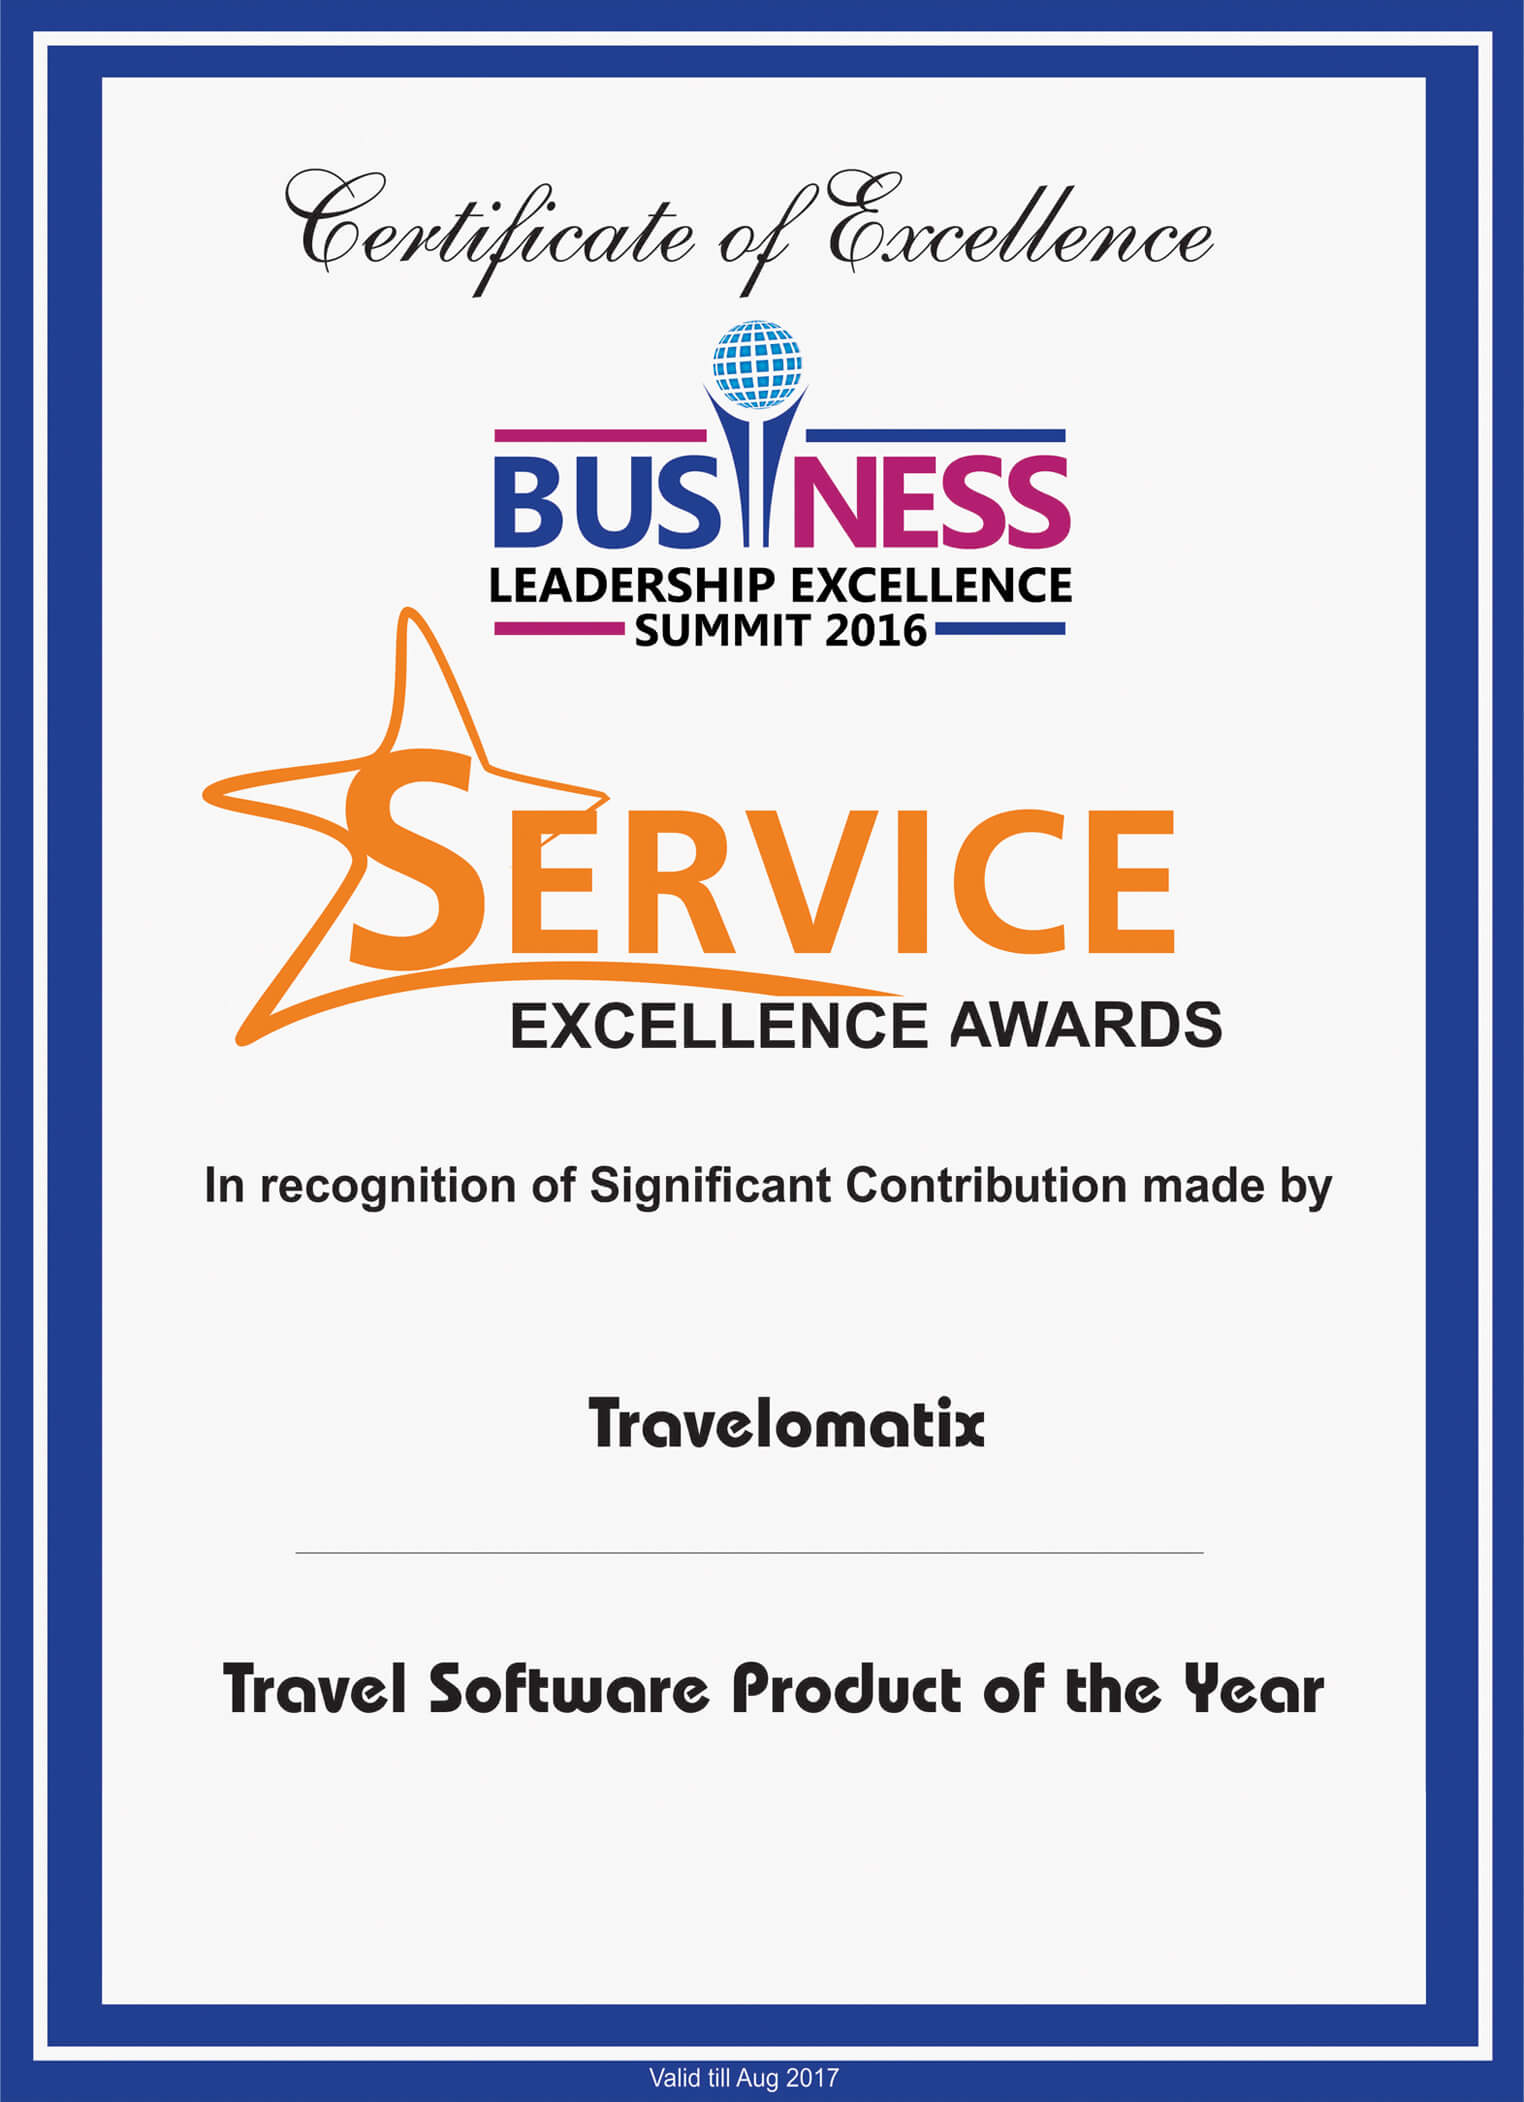 Certificate of Excellence
BUSINESS
LEADERSHIP EXCELLENCE
SUMMIT 2016
SERVICE
EXCELLENCE AWARDS
In recognition of Significant Contribution made by
Travelomatix
Travel Software Product of the Year
Valid till Aug 2017